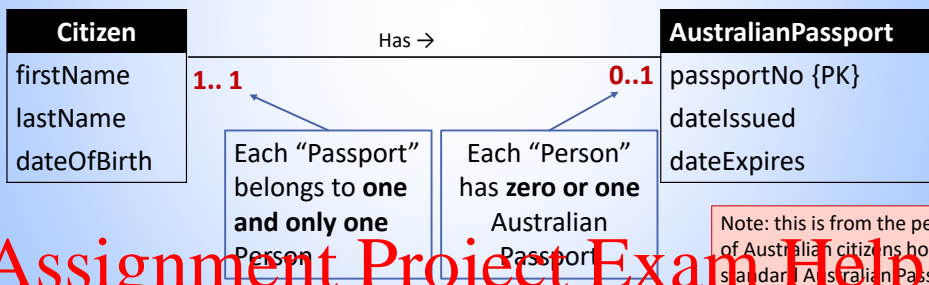 Citizen
Has →
AustralianPassport
firstName
lastName
dateOfBirth
1.. 1
0..1
passportNo {PK}
dateIssued
dateExpires
Each “Passport”
belongs to one
and only one
Person
Each “Person”
has zero or one
Australian
Passport
Note: this is from the pe
of Australian citizens ho
standard Australian Pass
Assignment Project Exam Help